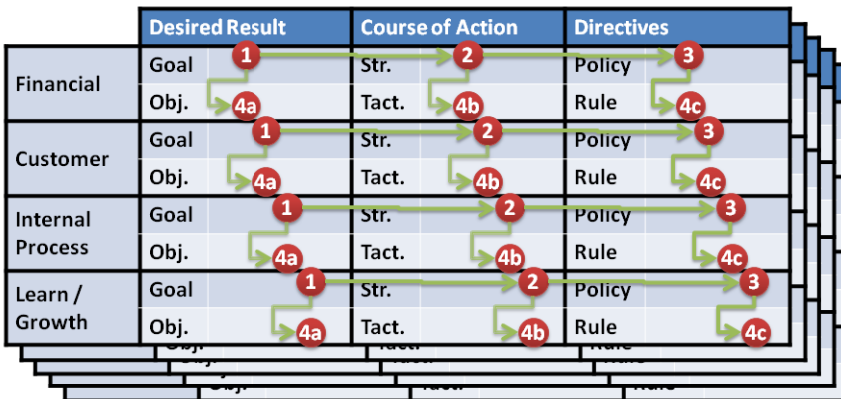 Desired Result Course of Action Directives
Financial
Goal 1 Str. 2 Policy 3
Obj. 4a Tact. 4b Rule 4c
Customer
Goal 1 Str. 2 Policy 3
Obj. 4a Tact. 4b Rule 4c
Internal
Process
Goal 1 Str. 2 Policy 3
Obj. 4a Tact. 4b Rule 4c
Learn /
Growth
Goal 1 Str. 2 Policy 3
Obj. 4a Tact. 4b Rule 4c
Obj. Tact. Rule